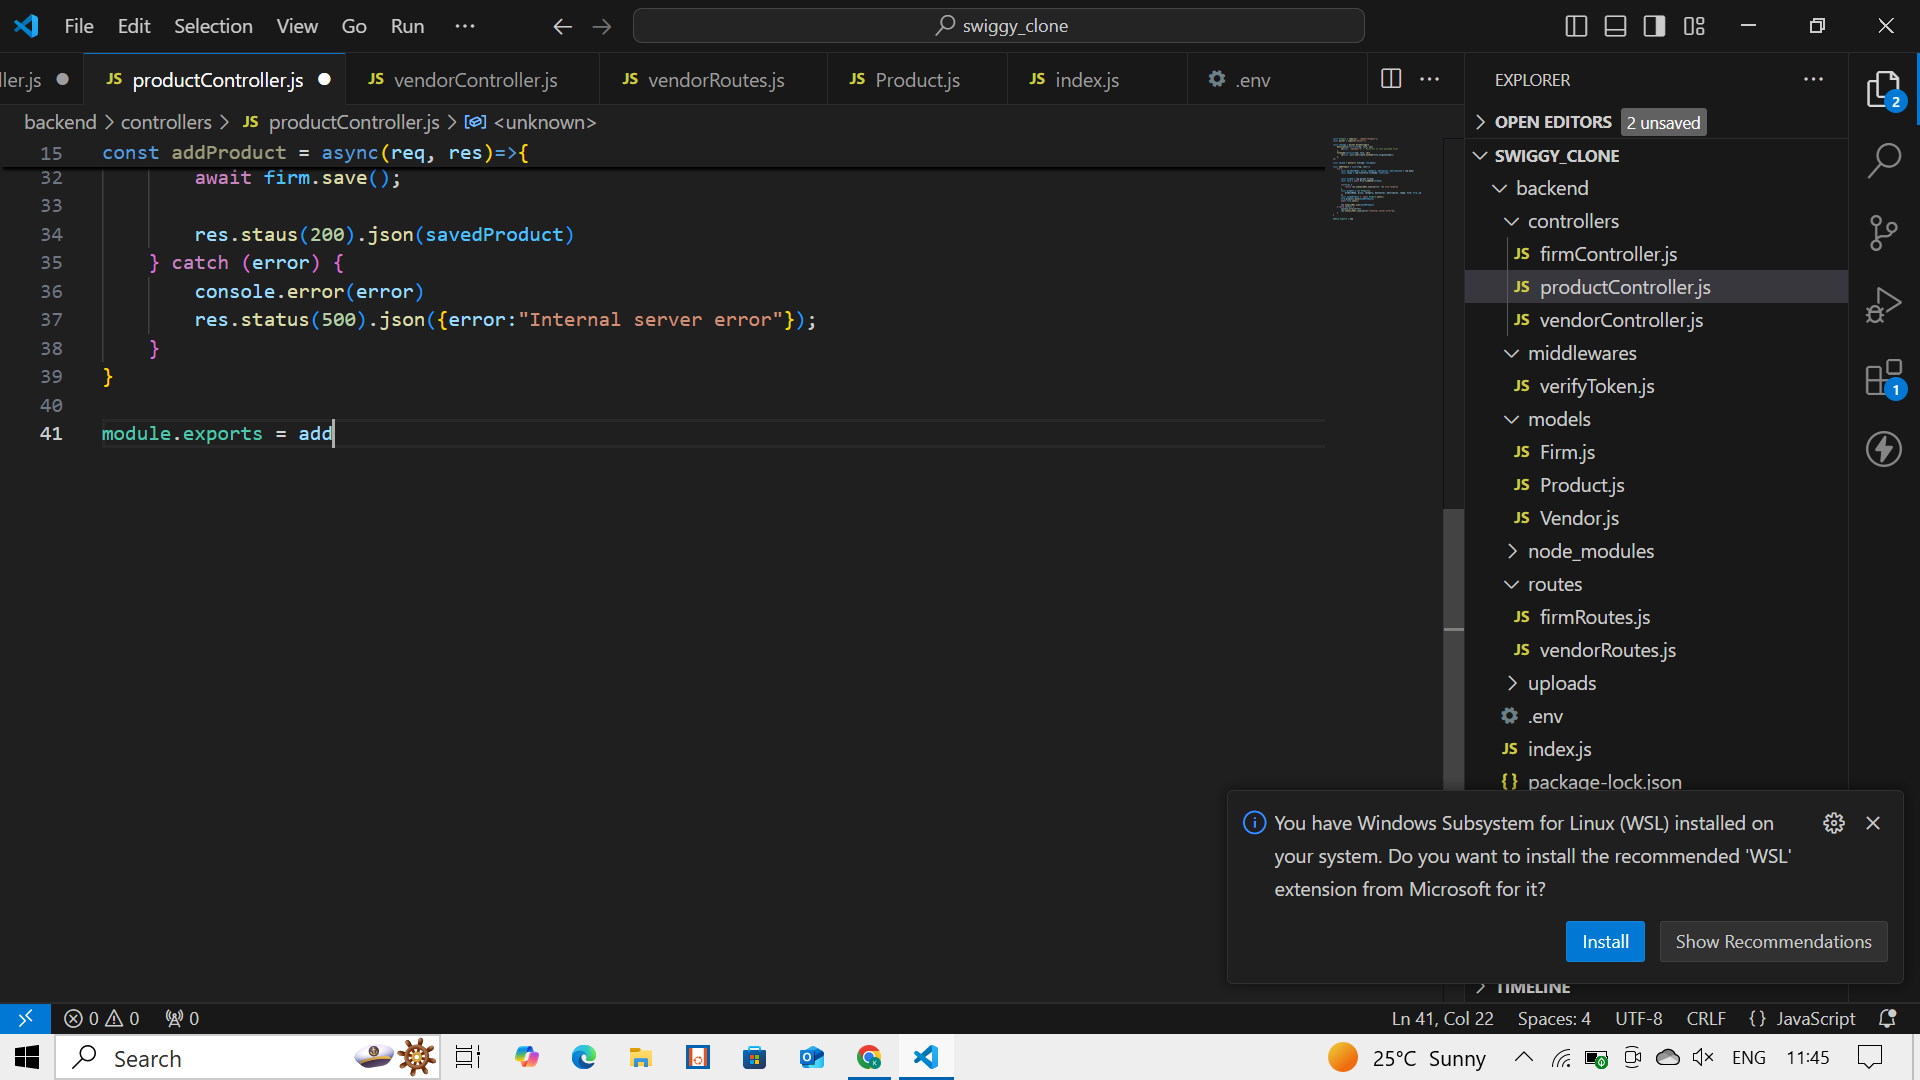 File Edit Selection View Go Run ··· swiggy_clone
ler.js JS productController.js JS vendorController.js JS vendorRoutes.js JS Product.js JS index.js .env ···
backend > controllers > JS productController.js > <unknown>
15 const addProduct = async(req, res)=>{
32 await firm.save();
33
34 res.staus(200).json(savedProduct)
35 } catch (error) {
36 console.error(error)
37 res.status(500).json({error:"Internal server error"});
38 }
39 }
40
41 module.exports = add
EXPLORER ···
OPEN EDITORS 2 unsaved
SWIGGY_CLONE
backend
controllers
JS firmController.js
JS productController.js
JS vendorController.js
middlewares
JS verifyToken.js
models
JS Firm.js
JS Product.js
JS Vendor.js
node_modules
routes
JS firmRoutes.js
JS vendorRoutes.js
uploads
.env
JS index.js
{} package-lock.json
TIMELINE
2
1
You have Windows Subsystem for Linux (WSL) installed on
your system. Do you want to install the recommended 'WSL'
extension from Microsoft for it?
Install Show Recommendations
0 0 0 Ln 41, Col 22 Spaces: 4 UTF-8 CRLF {} JavaScript
Search 25°C Sunny ENG 11:45